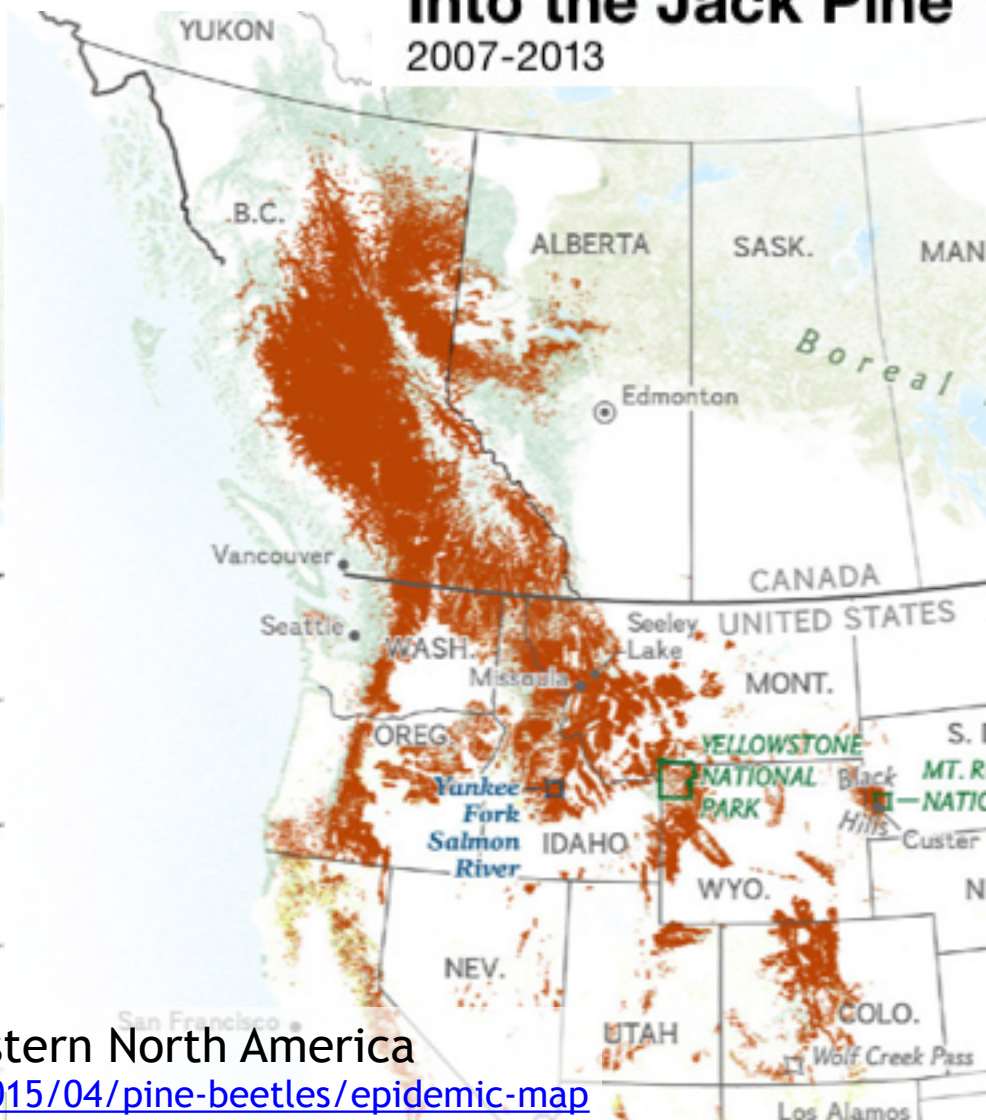 into the Jack Pine
2007-2013
YUKON
B.C.
ALBERTA
SASK.
MAN
Boreal
Edmonton
Vancouver
CANADA
UNITED STATES
Seattle
WASH.
Seeley
Lake
Missoula
MONT.
OREG.
YELLOWSTONE
NATIONAL
PARK
Black
Hills
MT. R
NATIO
S. D
Custer
Yankee
Fork
Salmon
River
IDAHO
WYO.
N
NEV.
UTAH
COLO.
San Francisco
Wolf Creek Pass
Los Alamos
stern North America
015/04/pine-beetles/epidemic-map